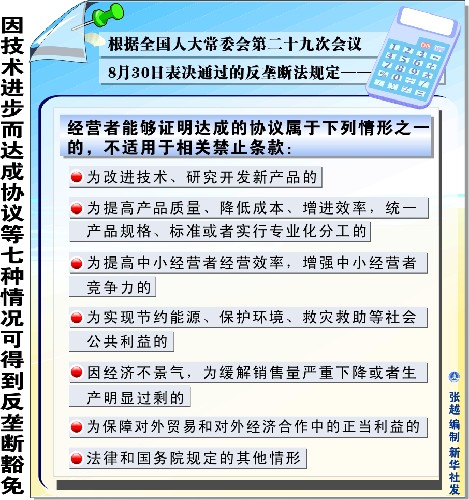 因技术进步而达成协议等七种情况可得到反垄断豁免
根据全国人大常委会第二十九次会议
8月30日表决通过的反垄断法规定——
经营者能够证明达成的协议属于下列情形之一
的，不适用于相关禁止条款：
为改进技术、研究开发新产品的
为提高产品质量、降低成本、增进效率，统一
产品规格、标准或者实行专业化分工的
为提高中小经营者经营效率，增强中小经营者
竞争力的
为实现节约能源、保护环境、救灾救助等社会
公共利益的
因经济不景气，为缓解销售量严重下降或者生
产明显过剩的
为保障对外贸易和对外经济合作中的正当利益的
法律和国务院规定的其他情形
张越 编制 新华社发